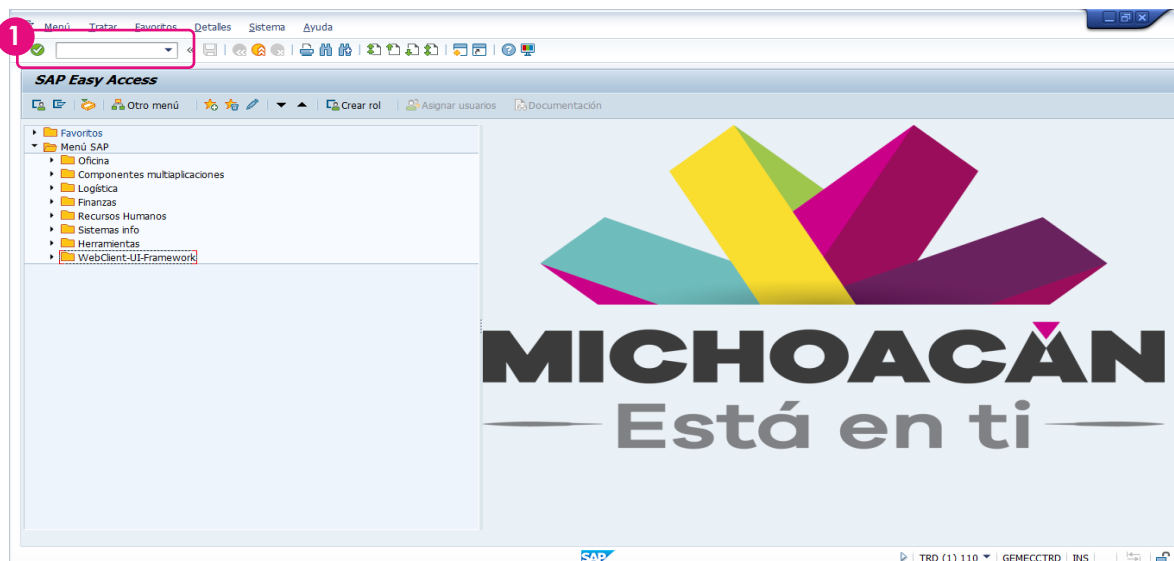 1
Menú Tratar Favoritos Detalles Sistema Ayuda
SAP Easy Access
Otro menú Crear rol Asignar usuarios Documentación
Favoritos
Menú SAP
Oficina
Componentes multiaplicaciones
Logística
Finanzas
Recursos Humanos
Sistemas info
Herramientas
WebClient-UI-Framework
MICHOACÁN
Está en ti
SAP TRD (1) 110 GEMECCTRD INS